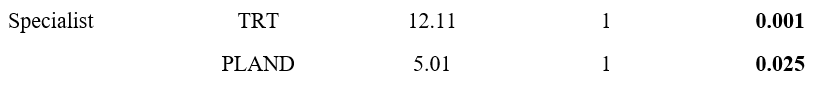 Specialist TRT 12.11 1 0.001
PLAND 5.01 1 0.025